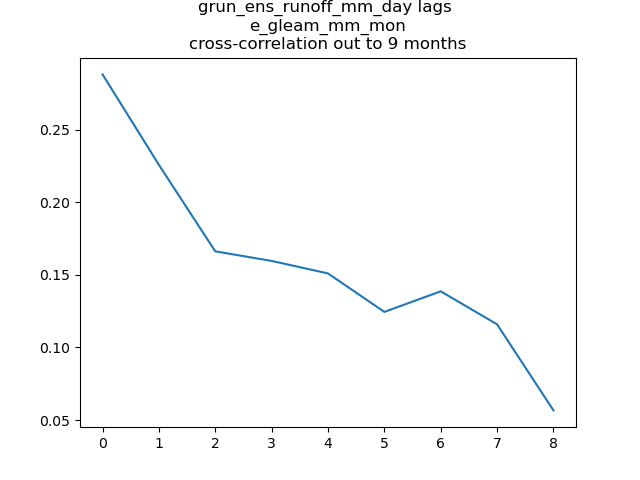 grun_ens_runoff_mm_day lags
e_gleam_mm_mon
cross-correlation out to 9 months
0.25
0.20
0.15
0.10
0.05
0 1 2 3 4 5 6 7 8